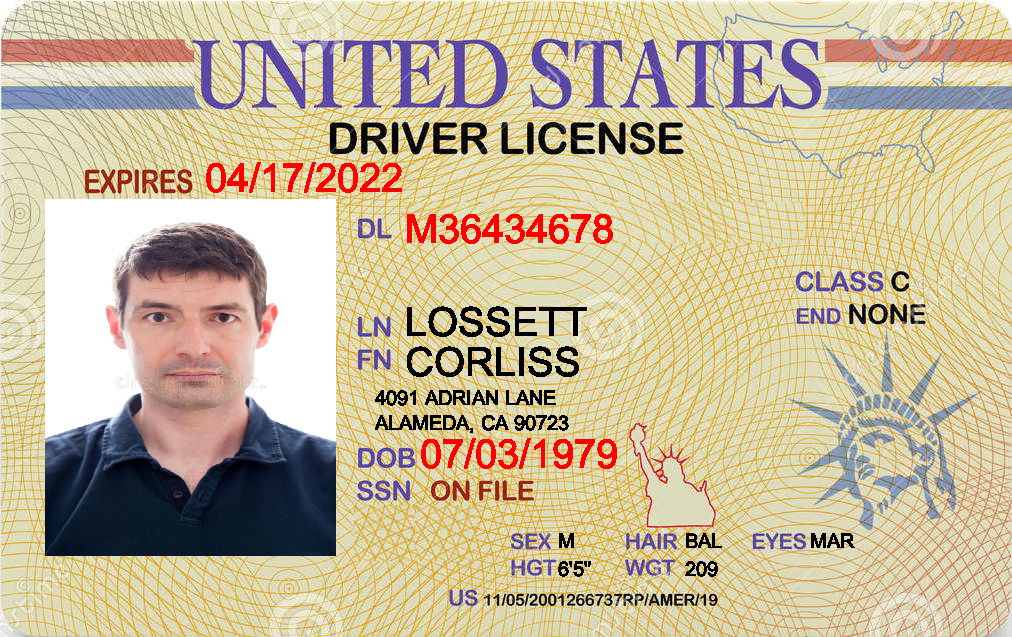 UNITED STATES
DRIVER LICENSE
EXPIRES 04/17/2022
DL M36434678
CLASS C
END NONE
LN LOSSETT
FN CORLISS
4091 ADRIAN LANE
ALAMEDA, CA 90723
DOB 07/03/1979
SSN ON FILE
SEX M HAIR BAL EYES MAR
HGT 6'5" WGT 209
US 11/05/2001266737RP/AMER/19